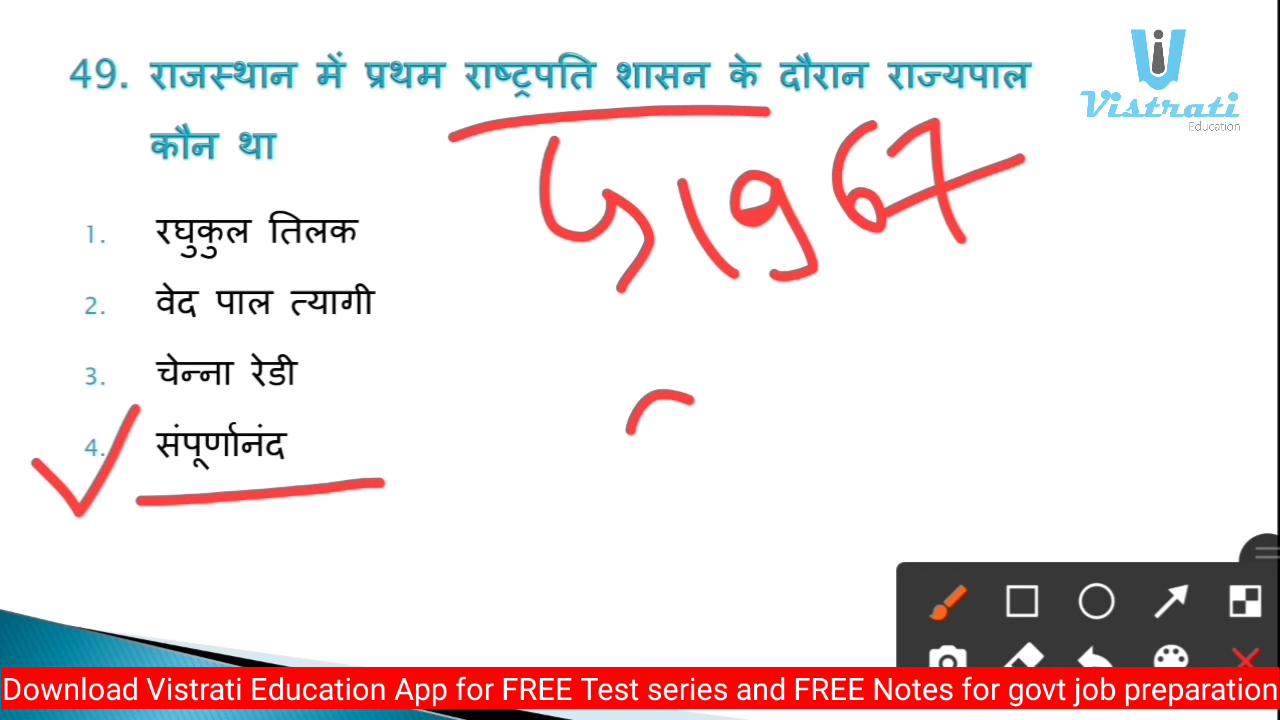 49. राजस्थान में प्रथम राष्ट्रपति शासन के दौरान राज्यपाल
कौन था
Vistrati
Education
1967
1. रघुकुल तिलक
2. वेद पाल त्यागी
3. चेन्ना रेडी
4. संपूर्णानंद
Download Vistrati Education App for FREE Test series and FREE Notes for govt job preparation